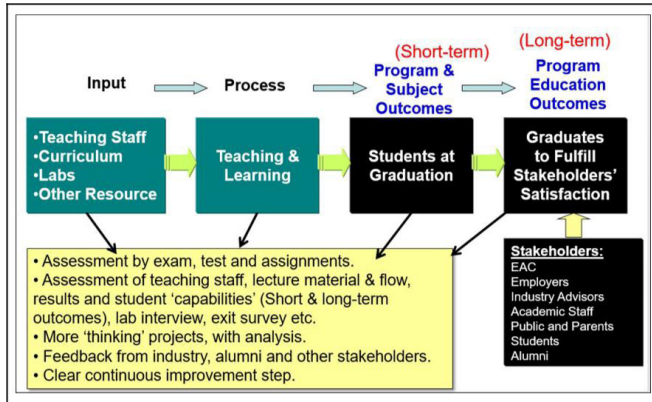 (Short-term)
(Long-term)
Input
Process
Program &
Subject
Outcomes
Program
Education
Outcomes
•Teaching Staff
•Curriculum
•Labs
•Other Resource
Teaching &
Learning
Students at
Graduation
Graduates
to Fulfill
Stakeholders'
Satisfaction
• Assessment by exam, test and assignments.
• Assessment of teaching staff, lecture material & flow,
results and student ‘capabilities’ (Short & long-term
outcomes), lab interview, exit survey etc.
• More ‘thinking’ projects, with analysis.
• Feedback from industry, alumni and other stakeholders.
• Clear continuous improvement step.
Stakeholders:
EAC
Employers
Industry Advisors
Academic Staff
Public and Parents
Students
Alumni